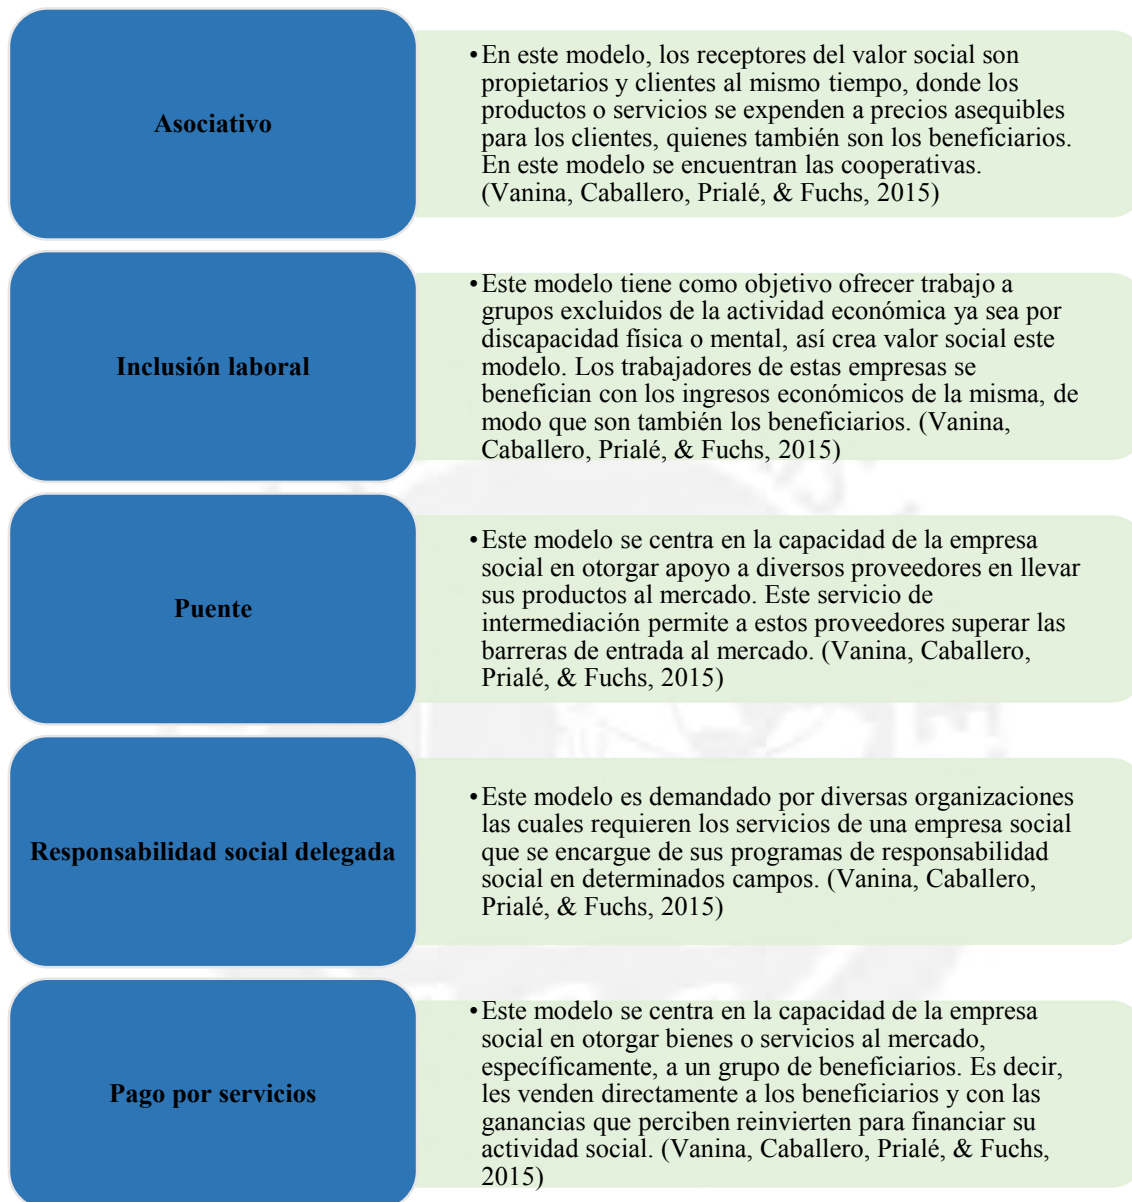 Asociativo
•En este modelo, los receptores del valor social son
propietarios y clientes al mismo tiempo, donde los
productos o servicios se expenden a precios asequibles
para los clientes, quienes también son los beneficiarios.
En este modelo se encuentran las cooperativas.
(Vanina, Caballero, Prialé, & Fuchs, 2015)
Inclusión laboral
•Este modelo tiene como objetivo ofrecer trabajo a
grupos excluidos de la actividad económica ya sea por
discapacidad física o mental, así crea valor social este
modelo. Los trabajadores de estas empresas se
benefician con los ingresos económicos de la misma, de
modo que son también los beneficiarios. (Vanina,
Caballero, Prialé, & Fuchs, 2015)
Puente
•Este modelo se centra en la capacidad de la empresa
social en otorgar apoyo a diversos proveedores en llevar
sus productos al mercado. Este servicio de
intermediación permite a estos proveedores superar las
barreras de entrada al mercado. (Vanina, Caballero,
Prialé, & Fuchs, 2015)
Responsabilidad social delegada
•Este modelo es demandado por diversas organizaciones
las cuales requieren los servicios de una empresa social
que se encargue de sus programas de responsabilidad
social en determinados campos. (Vanina, Caballero,
Prialé, & Fuchs, 2015)
Pago por servicios
•Este modelo se centra en la capacidad de la empresa
social en otorgar bienes o servicios al mercado,
específicamente, a un grupo de beneficiarios. Es decir,
les venden directamente a los beneficiarios y con las
ganancias que perciben reinvierten para financiar su
actividad social. (Vanina, Caballero, Prialé, & Fuchs,
2015)